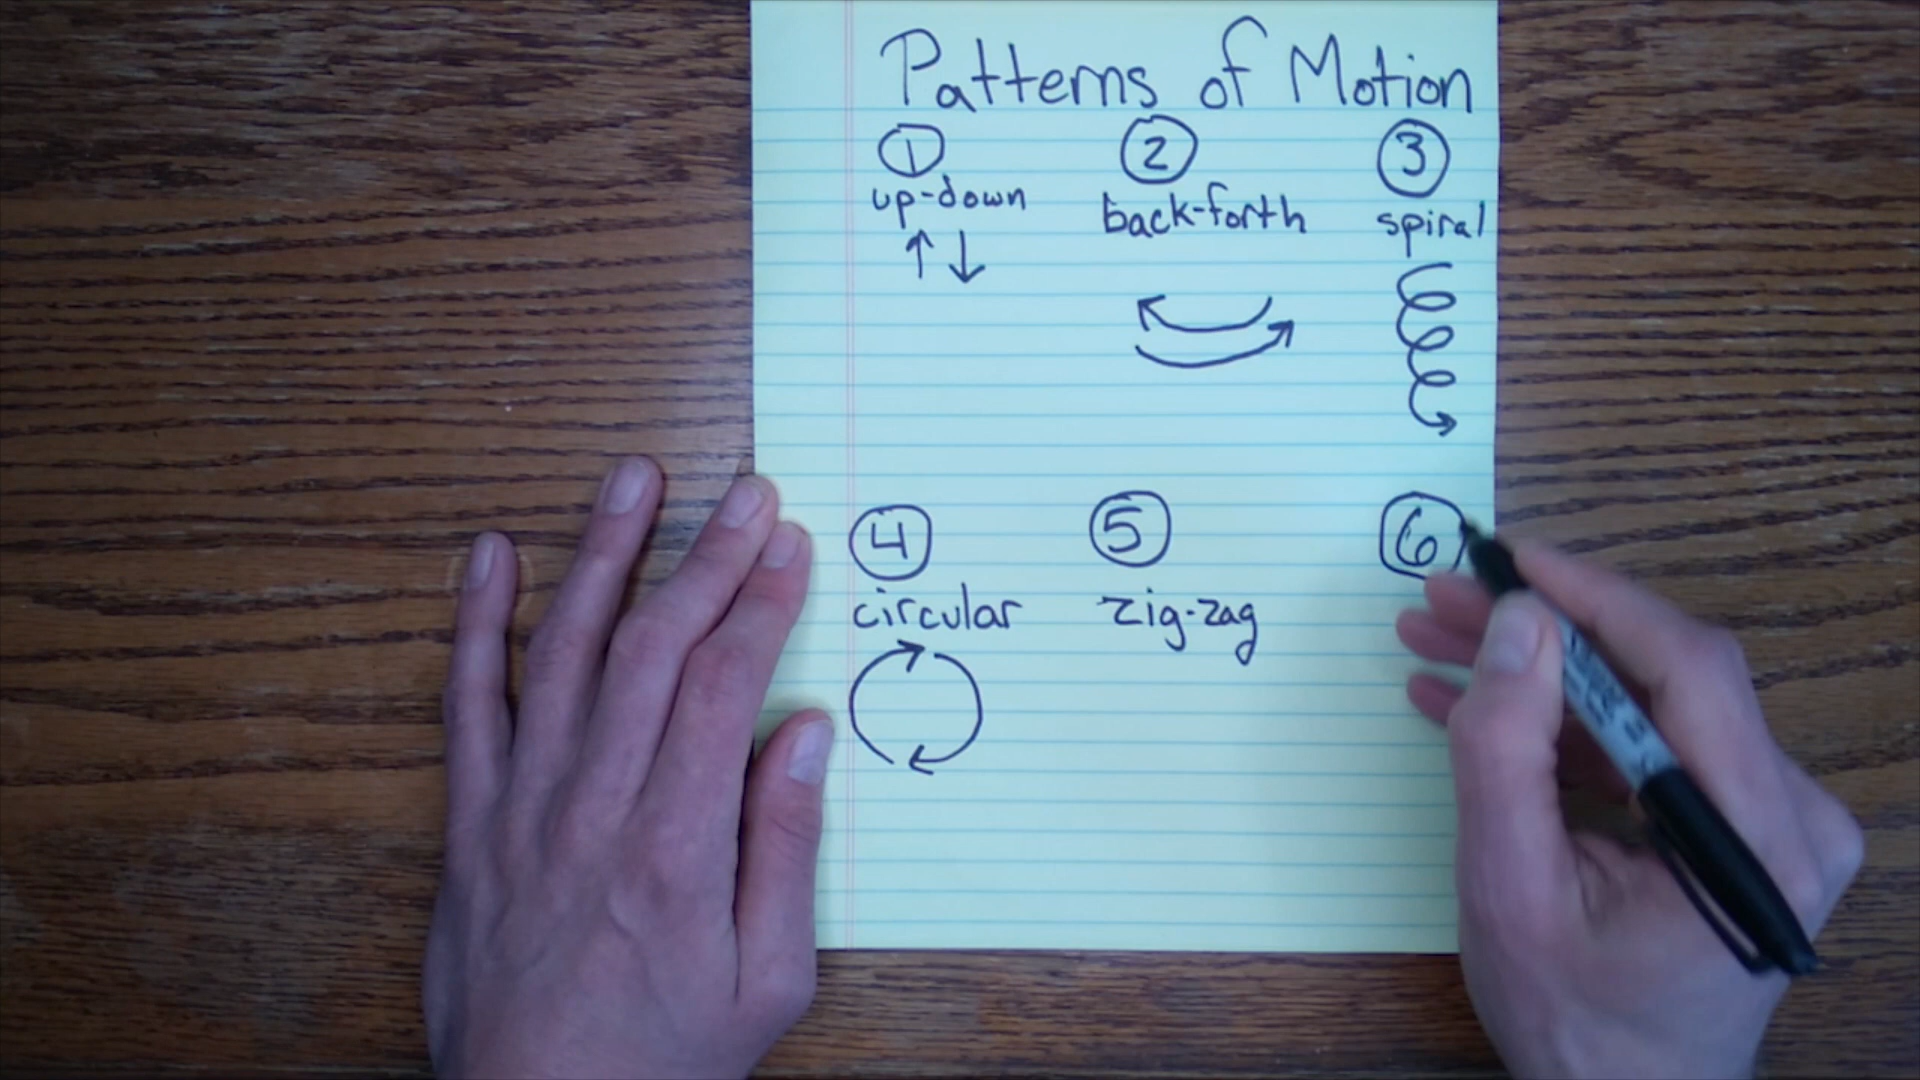 Patterns of Motion
1 2 3
up-down back-forth spiral
4 5 6
circular zig-zag